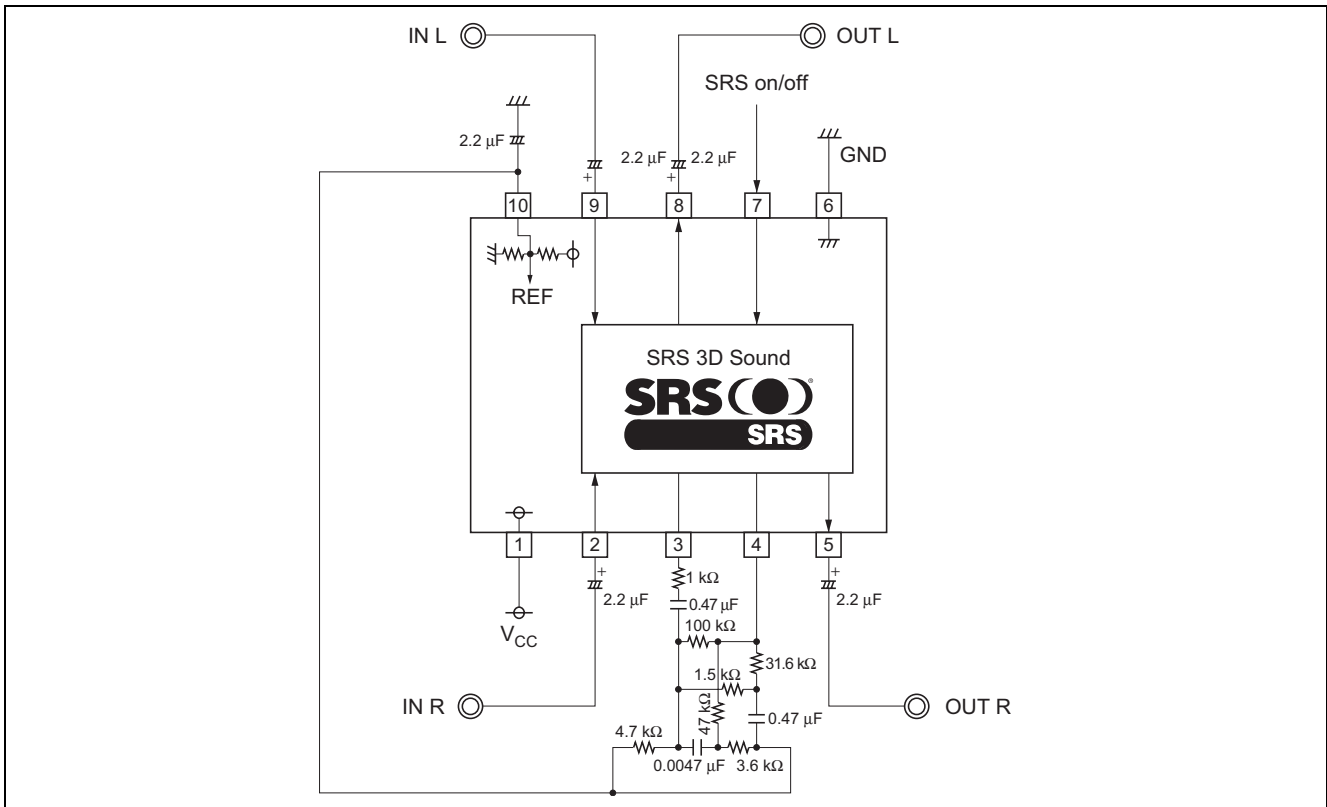 IN L
OUT L
SRS on/off
2.2 µF
2.2 µF
2.2 µF
GND
+
+
10
9
8
7
6
REF
SRS 3D Sound
SRS
®
SRS
1
2
3
4
5
+
+
1 kΩ
2.2 µF
0.47 µF
2.2 µF
VCC
100 kΩ
31.6 kΩ
1.5 kΩ
IN R
47 kΩ
0.47 µF
OUT R
4.7 kΩ
0.0047 µF
3.6 kΩ